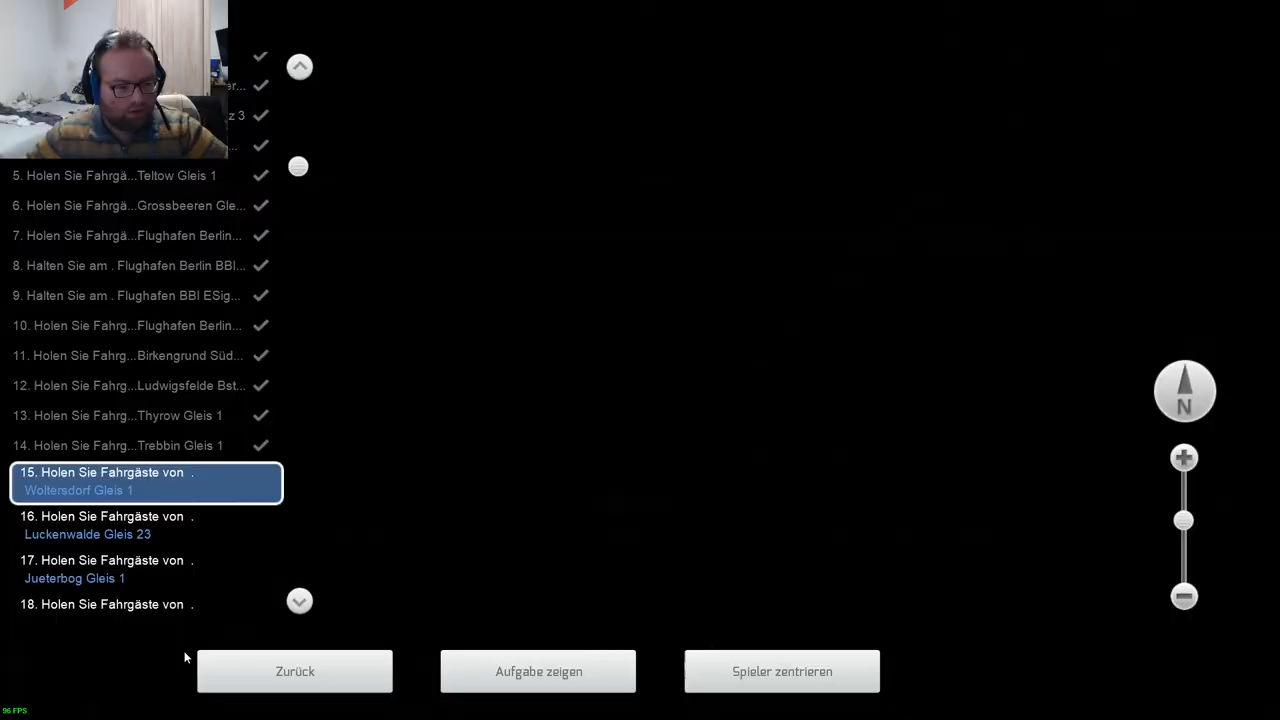 er...
z 3
...
5. Holen Sie Fahrgä...Teltow Gleis 1
6. Holen Sie Fahrgä...Grossbeeren Gle...
7. Holen Sie Fahrgä...Flughafen Berlin...
8. Halten Sie am . Flughafen Berlin BBI...
9. Halten Sie am . Flughafen BBI ESig...
10. Holen Sie Fahrg...Flughafen Berlin...
11. Holen Sie Fahrg...Birkengrund Süd...
12. Holen Sie Fahrg...Ludwigsfelde Bst...
13. Holen Sie Fahrg...Thyrow Gleis 1
14. Holen Sie Fahrg...Trebbin Gleis 1
15. Holen Sie Fahrgäste von .
Woltersdorf Gleis 1
16. Holen Sie Fahrgäste von .
Luckenwalde Gleis 23
17. Holen Sie Fahrgäste von .
Jueterbog Gleis 1
18. Holen Sie Fahrgäste von .
N
Zurück
Aufgabe zeigen
Spieler zentrieren
96 FPS